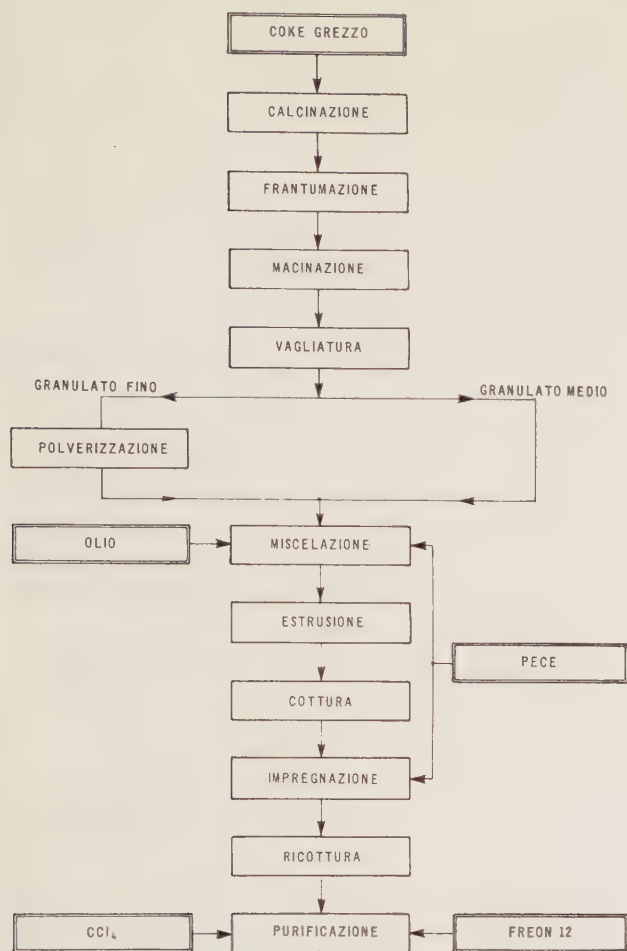 COKE GREZZO
CALCINAZIONE
FRANTUMAZIONE
MACINAZIONE
VAGLIATURA
GRANULATO FINO
GRANULATO MEDIO
POLVERIZZAZIONE
OLIO
MISCELAZIONE
ESTRUSIONE
PECE
COTTURA
IMPREGNAZIONE
RICOTTURA
CCl₄
PURIFICAZIONE
FREON 12